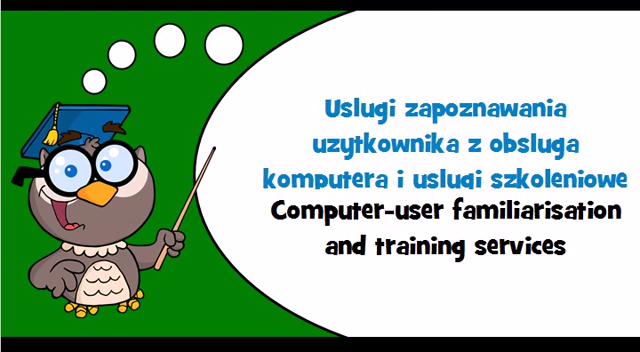 Uslugi zapoznawania
uzytkownika z obsluga
komputera i uslugi szkoleniowe
Computer-user familiarisation
and training services